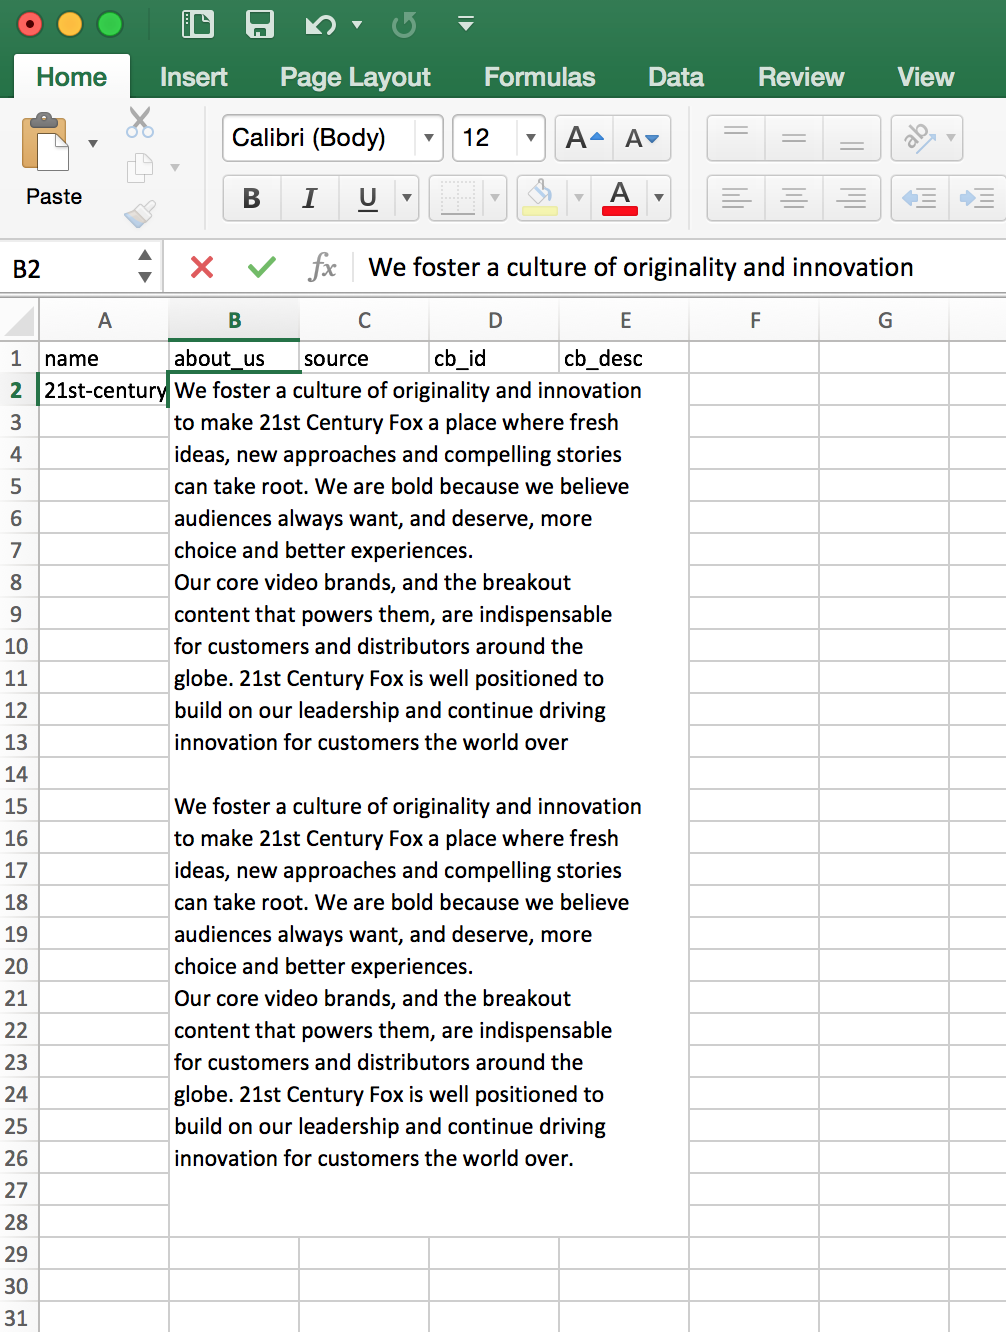 Home Insert Page Layout Formulas Data Review View
Calibri (Body) 12 A A ab
Paste B I U A
B2 fx We foster a culture of originality and innovation
A B C D E F G
1 name about_us source cb_id cb_desc
2 21st-century We foster a culture of originality and innovation
3 to make 21st Century Fox a place where fresh
4 ideas, new approaches and compelling stories
5 can take root. We are bold because we believe
6 audiences always want, and deserve, more
7 choice and better experiences.
8 Our core video brands, and the breakout
9 content that powers them, are indispensable
10 for customers and distributors around the
11 globe. 21st Century Fox is well positioned to
12 build on our leadership and continue driving
13 innovation for customers the world over
14
15 We foster a culture of originality and innovation
16 to make 21st Century Fox a place where fresh
17 ideas, new approaches and compelling stories
18 can take root. We are bold because we believe
19 audiences always want, and deserve, more
20 choice and better experiences.
21 Our core video brands, and the breakout
22 content that powers them, are indispensable
23 for customers and distributors around the
24 globe. 21st Century Fox is well positioned to
25 build on our leadership and continue driving
26 innovation for customers the world over.
27
28
29
30
31